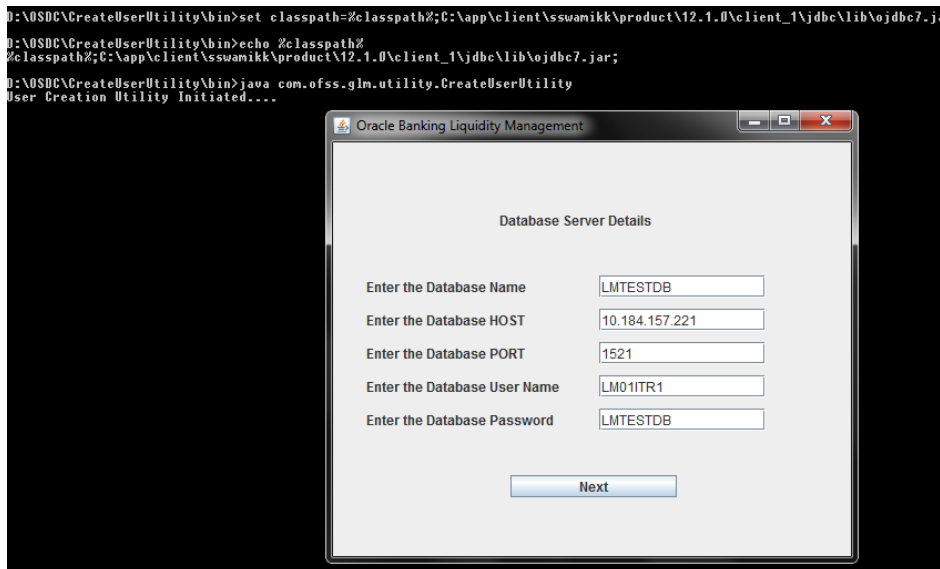 D:\OSDC\CreateUserUtility\bin>set classpath=%classpath%;C:\app\client\sswamikk\product\12.1.0\client_1\jdbc\lib\ojdbc7.j
D:\OSDC\CreateUserUtility\bin>echo %classpath%
%classpath%;C:\app\client\sswamikk\product\12.1.0\client_1\jdbc\lib\ojdbc7.jar;
D:\OSDC\CreateUserUtility\bin>java com.ofss.glm.utility.CreateUserUtility
User Creation Utility Initiated....
Oracle Banking Liquidity Management
Database Server Details
Enter the Database Name LMTESTDB
Enter the Database HOST 10.184.157.221
Enter the Database PORT 1521
Enter the Database User Name LM01ITR1
Enter the Database Password LMTESTDB
Next